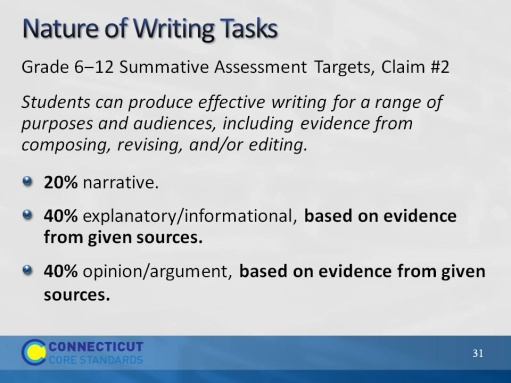 Nature of Writing Tasks
Grade 6–12 Summative Assessment Targets, Claim #2
Students can produce effective writing for a range of
purposes and audiences, including evidence from
composing, revising, and/or editing.
20% narrative.
40% explanatory/informational, based on evidence
from given sources.
40% opinion/argument, based on evidence from given
sources.
CONNECTICUT
CORE STANDARDS
31